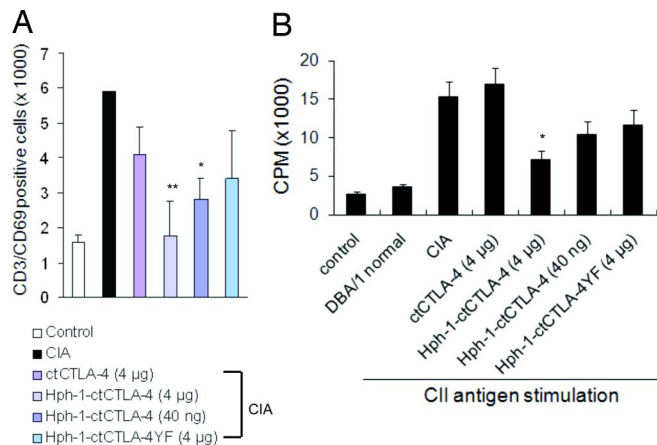 A
CD3/CD69 positive cells (x 1000)
7
6
5
4
3
2
1
0
**
*
Control
CIA
ctCTLA-4 (4 µg)
Hph-1-ctCTLA-4 (4 µg)
Hph-1-ctCTLA-4 (40 ng)
Hph-1-ctCTLA-4YF (4 µg)
CIA
B
CPM (x1000)
20
15
10
5
0
*
control
DBA/1 normal
CIA
ctCTLA-4 (4 µg)
Hph-1-ctCTLA-4 (4 µg)
Hph-1-ctCTLA-4 (40 ng)
Hph-1-ctCTLA-4YF (4 µg)
CII antigen stimulation